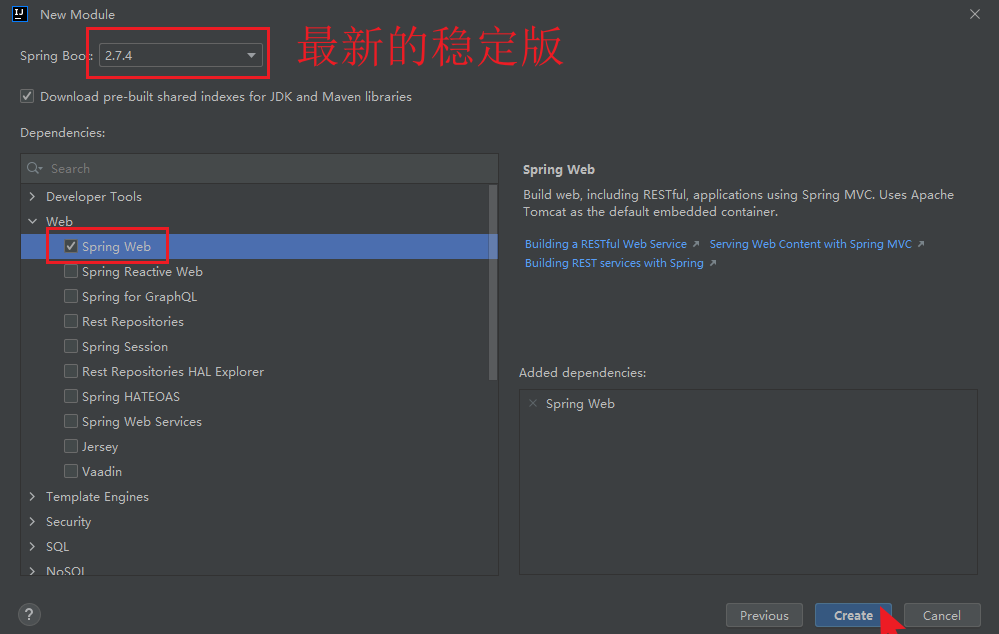 New Module
Spring Boot:
2.7.4
最新的稳定版
Download pre-built shared indexes for JDK and Maven libraries
Dependencies:
Search
Developer Tools
Web
Spring Web
Spring Reactive Web
Spring for GraphQL
Rest Repositories
Spring Session
Rest Repositories HAL Explorer
Spring HATEOAS
Spring Web Services
Jersey
Vaadin
Template Engines
Security
SQL
NoSQL
Spring Web
Build web, including RESTful, applications using Spring MVC. Uses Apache
Tomcat as the default embedded container.
Building a RESTful Web Service ↗ Serving Web Content with Spring MVC ↗
Building REST services with Spring ↗
Added dependencies:
× Spring Web
?
Previous
Create
Cancel